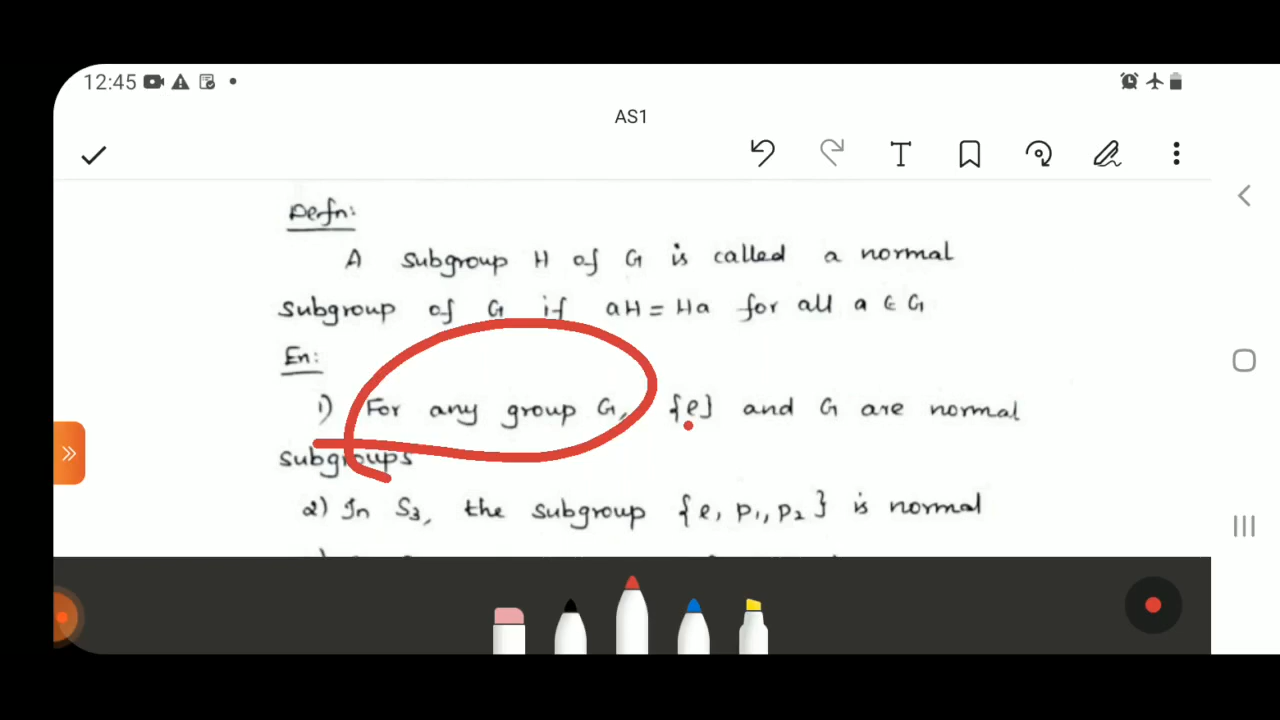 12:45
AS1
Defn:
A subgroup H of G is called a normal
subgroup of G if aH = Ha for all a ∈ G
En:
1) For any group G, {e} and G are normal
subgroups
2) In S3, the subgroup {e, p1, p2} is normal